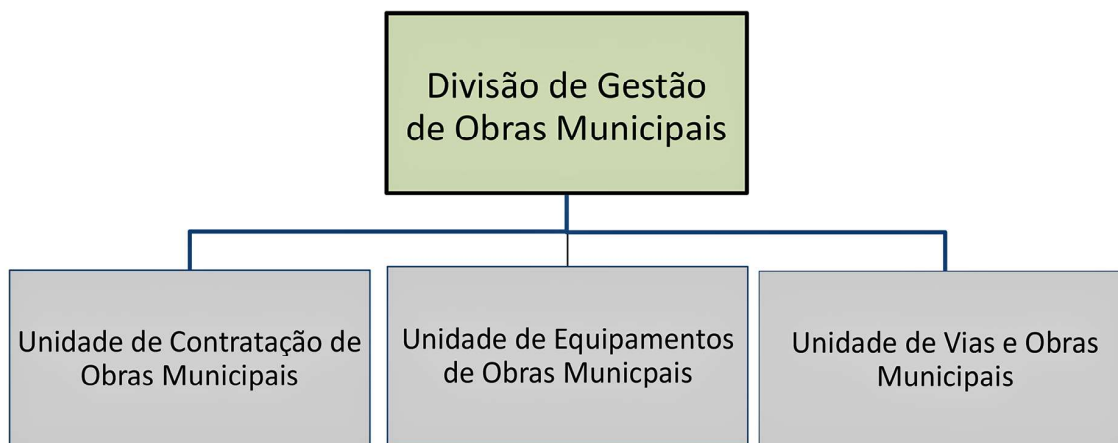 Divisão de Gestão
de Obras Municipais
Unidade de Contratação de
Obras Municipais
Unidade de Equipamentos
de Obras Municpais
Unidade de Vias e Obras
Municipais